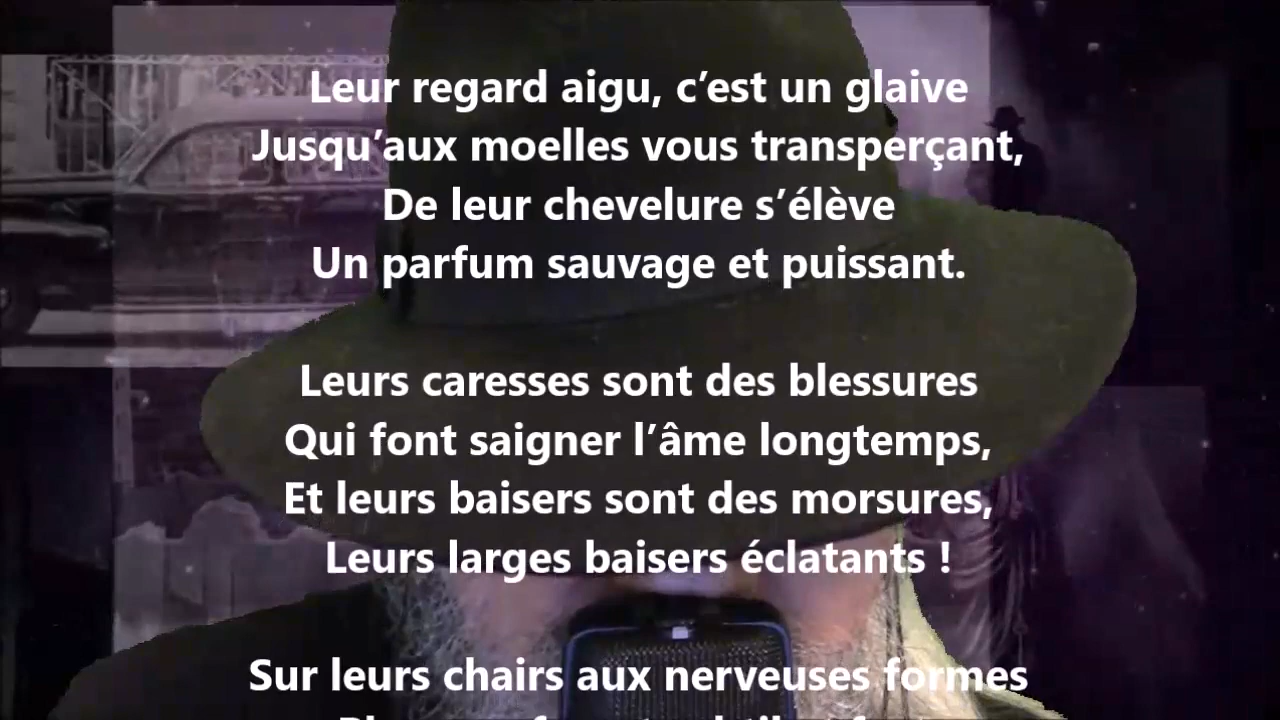 Leur regard aigu, c’est un glaive
Jusqu’aux moelles vous transperçant,
De leur chevelure s’élève
Un parfum sauvage et puissant.
Leurs caresses sont des blessures
Qui font saigner l’âme longtemps,
Et leurs baisers sont des morsures,
Leurs larges baisers éclatants !
Sur leurs chairs aux nerveuses formes